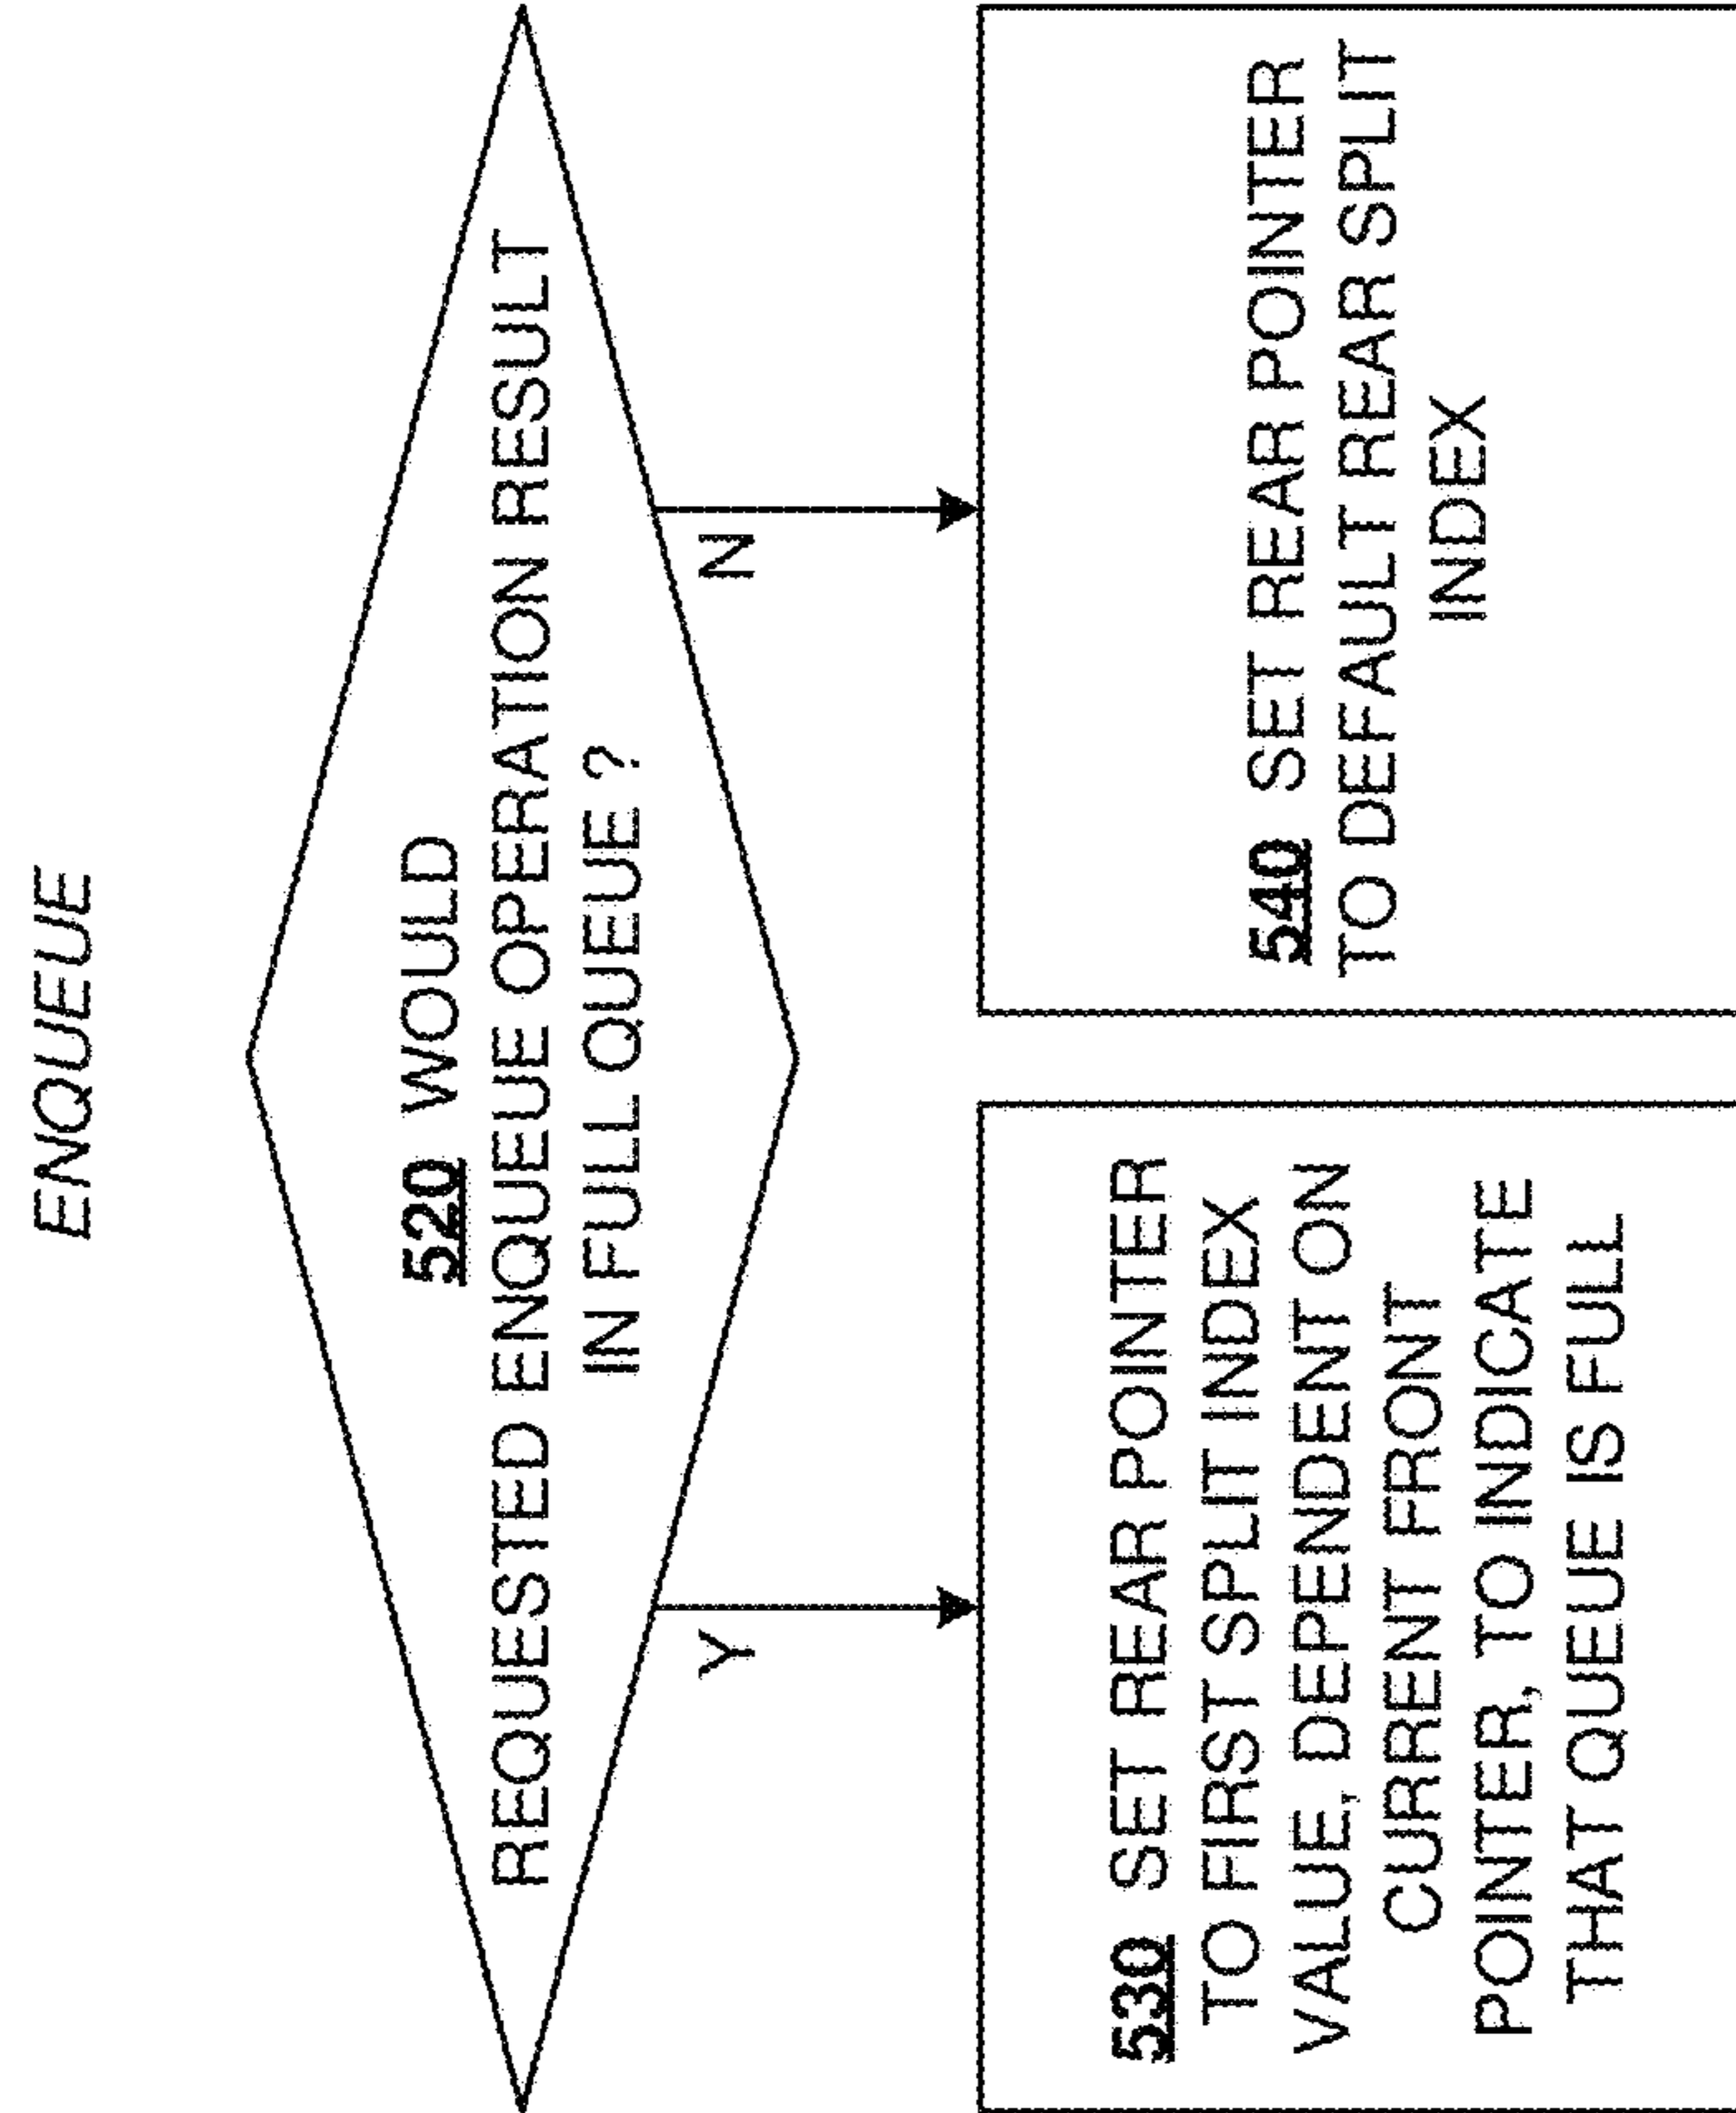 ENQUEUE
520 WOULD
REQUESTED ENQUEUE OPERATION RESULT
IN FULL QUEUE ?
Y
N
530 SET REAR POINTER
TO FIRST SPLIT INDEX
VALUE, DEPENDENT ON
CURRENT FRONT
POINTER, TO INDICATE
THAT QUEUE IS FULL
540 SET REAR POINTER
TO DEFAULT REAR SPLIT
INDEX